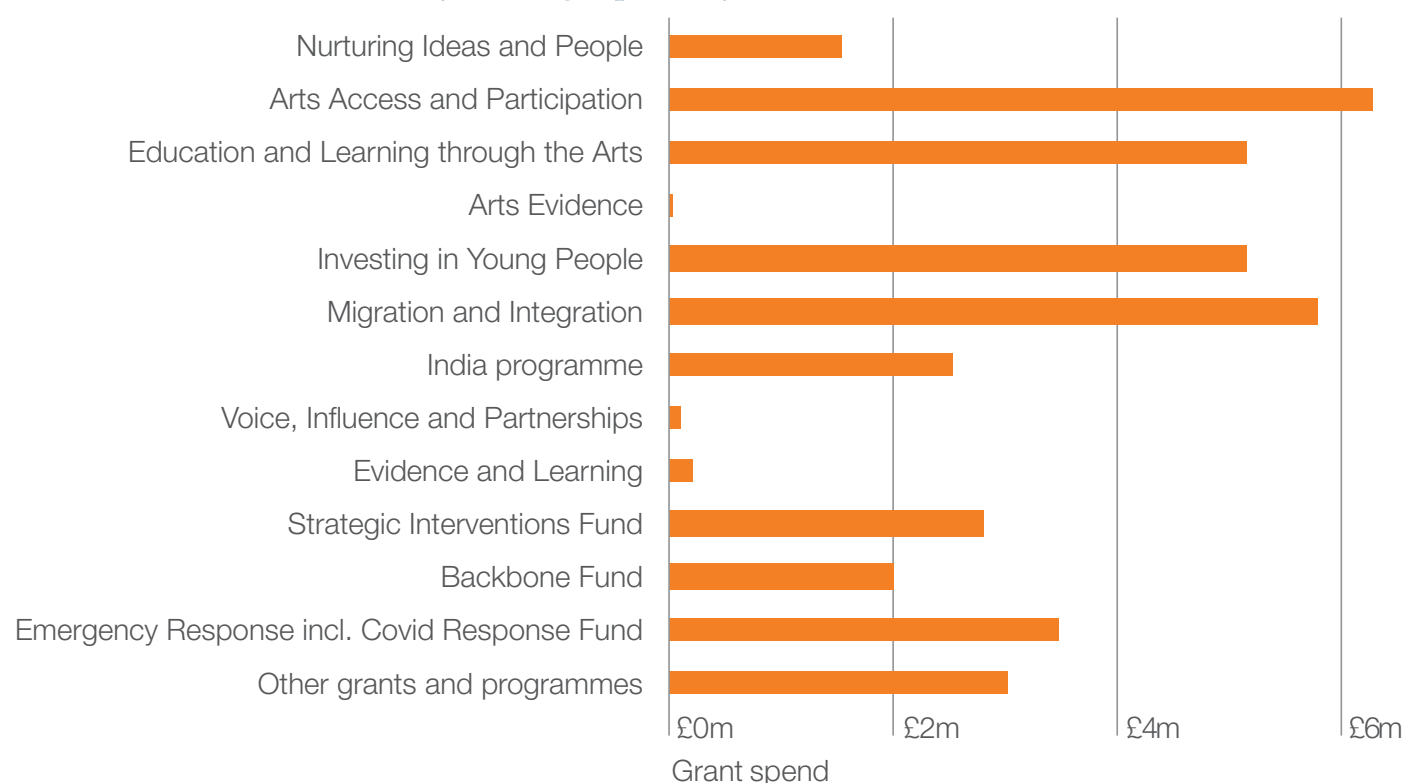 Nurturing Ideas and People
Arts Access and Participation
Education and Learning through the Arts
Arts Evidence
Investing in Young People
Migration and Integration
India programme
Voice, Influence and Partnerships
Evidence and Learning
Strategic Interventions Fund
Backbone Fund
Emergency Response incl. Covid Response Fund
Other grants and programmes
£0m £2m £4m £6m
Grant spend